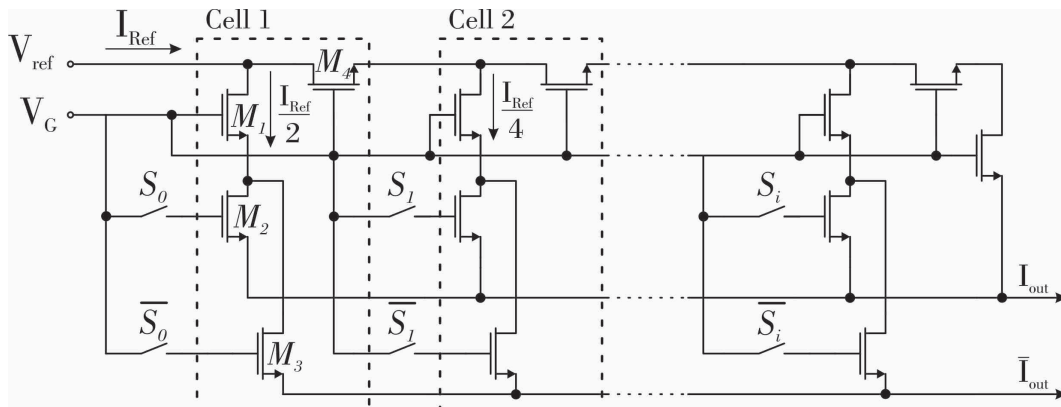 Cell 1
Cell 2
I_Ref
V_ref
M_4
V_G
M_1
I_Ref/2
I_Ref/4
S_0
S_1
S_i
M_2
I_out
S̅_0
S̅_1
S̅_i
M_3
I̅_out